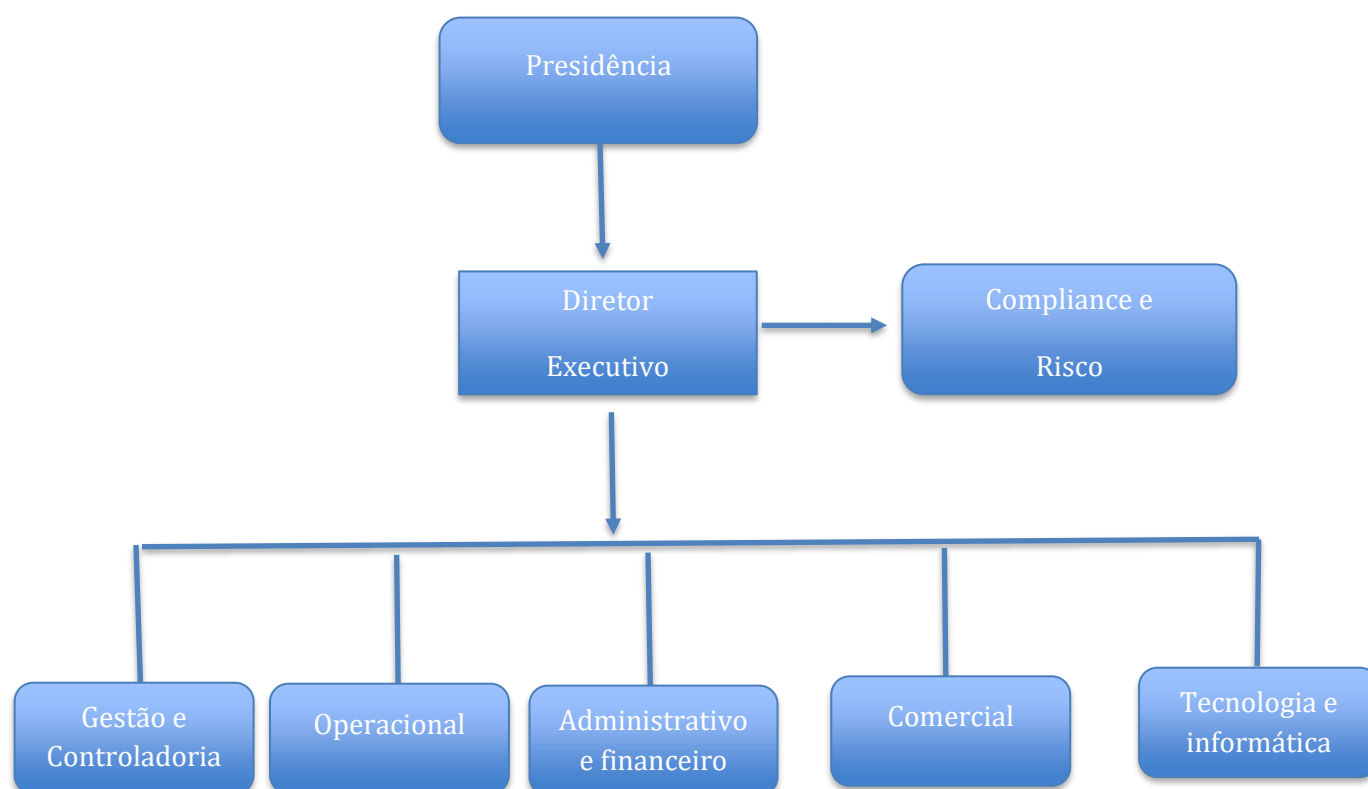 Presidência
Diretor
Executivo
Compliance e
Risco
Gestão e
Controladoria
Operacional
Administrativo
e financeiro
Comercial
Tecnologia e
informática